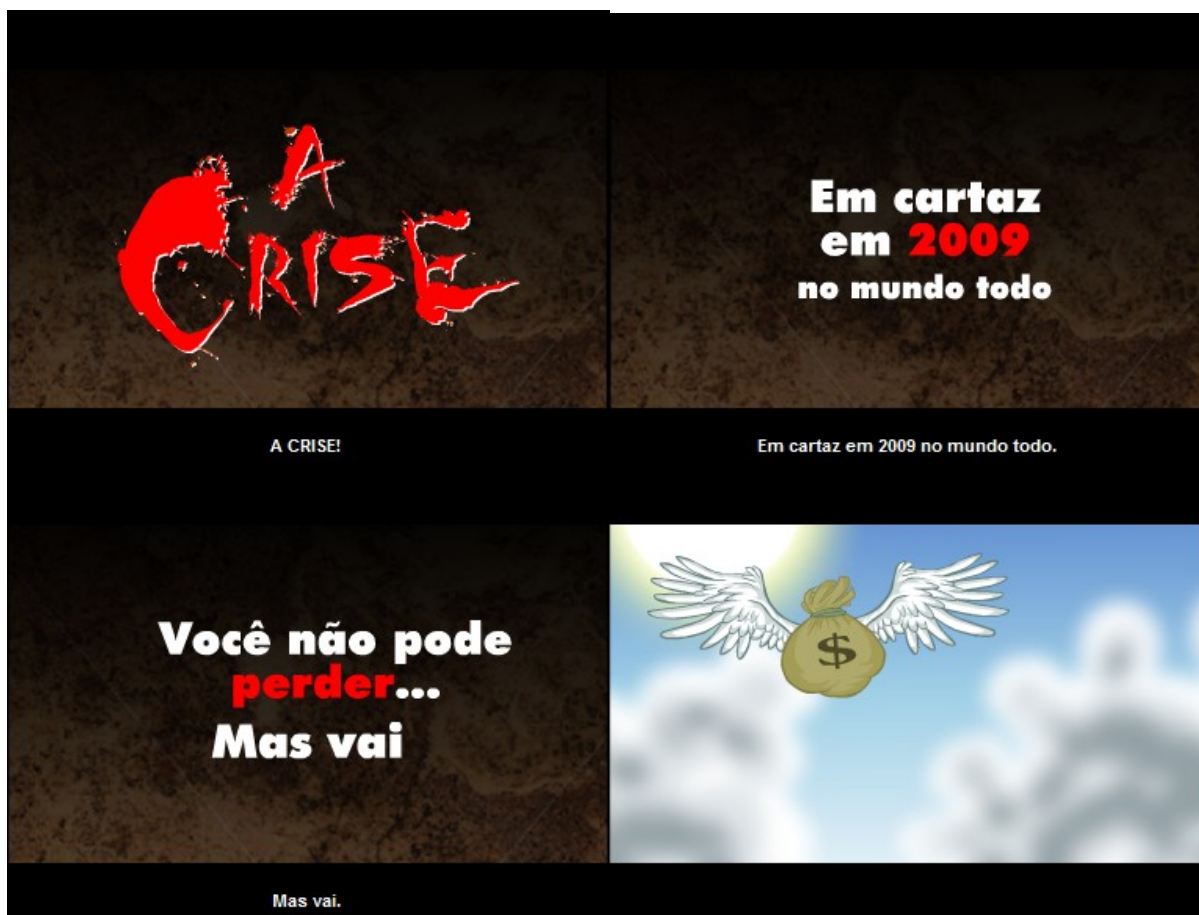 A
CRISE
A CRISE!
Em cartaz
em 2009
no mundo todo
Em cartaz em 2009 no mundo todo.
Você não pode
perder...
Mas vai
Mas vai.
$